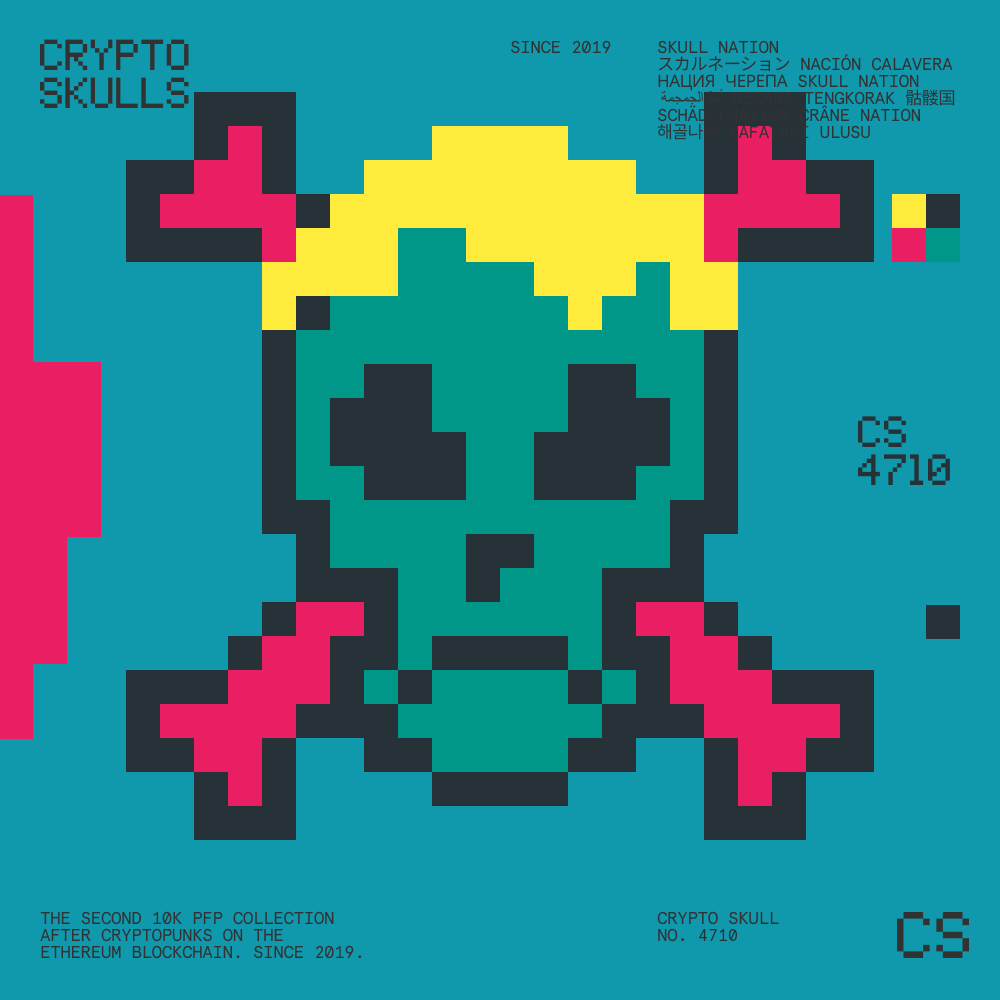 CRYPTO
SKULLS
SINCE 2019
SKULL NATION
スカルネーション NACIÓN CALAVERA
НАЦИЯ ЧЕРЕПА SKULL NATION
الجمجمة TENGKORAK 骷髅国
CRÂNE NATION
ULUSU
CS
4710
THE SECOND 10K PFP COLLECTION
AFTER CRYPTOPUNKS ON THE
ETHEREUM BLOCKCHAIN. SINCE 2019.
CRYPTO SKULL
NO. 4710
CS